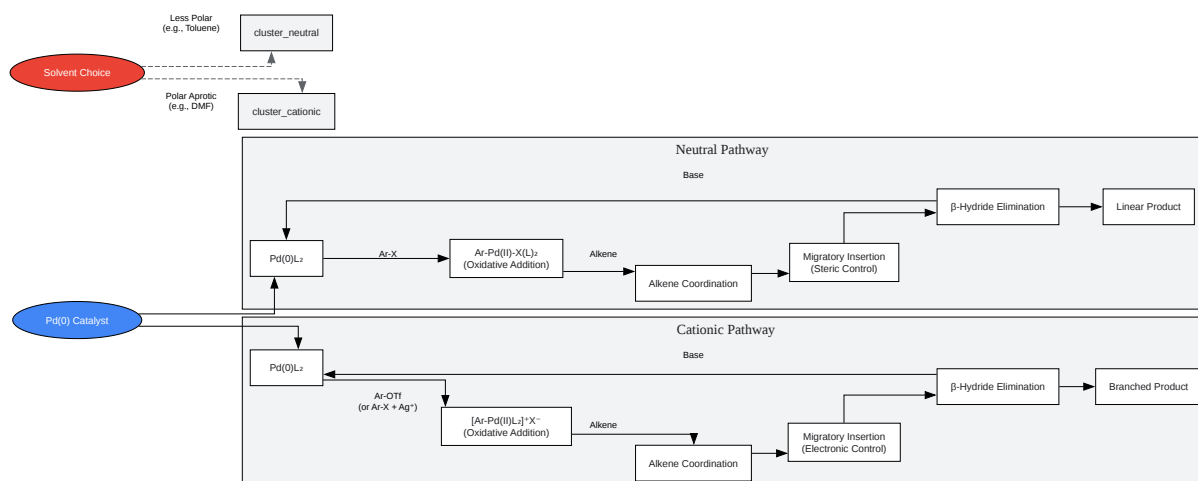 Less Polar
(e.g., Toluene)
cluster_neutral
Solvent Choice
Polar Aprotic
(e.g., DMF)
cluster_cationic
Neutral Pathway
Base
β-Hydride Elimination
Linear Product
Pd(0)L₂
Ar-X
Ar-Pd(II)-X(L)₂
(Oxidative Addition)
Alkene
Alkene Coordination
Migratory Insertion
(Steric Control)
Pd(0) Catalyst
Cationic Pathway
Base
Pd(0)L₂
Ar-OTf
(or Ar-X + Ag⁺)
[Ar-Pd(II)L₂]⁺X⁻
(Oxidative Addition)
Alkene
Alkene Coordination
Migratory Insertion
(Electronic Control)
β-Hydride Elimination
Branched Product